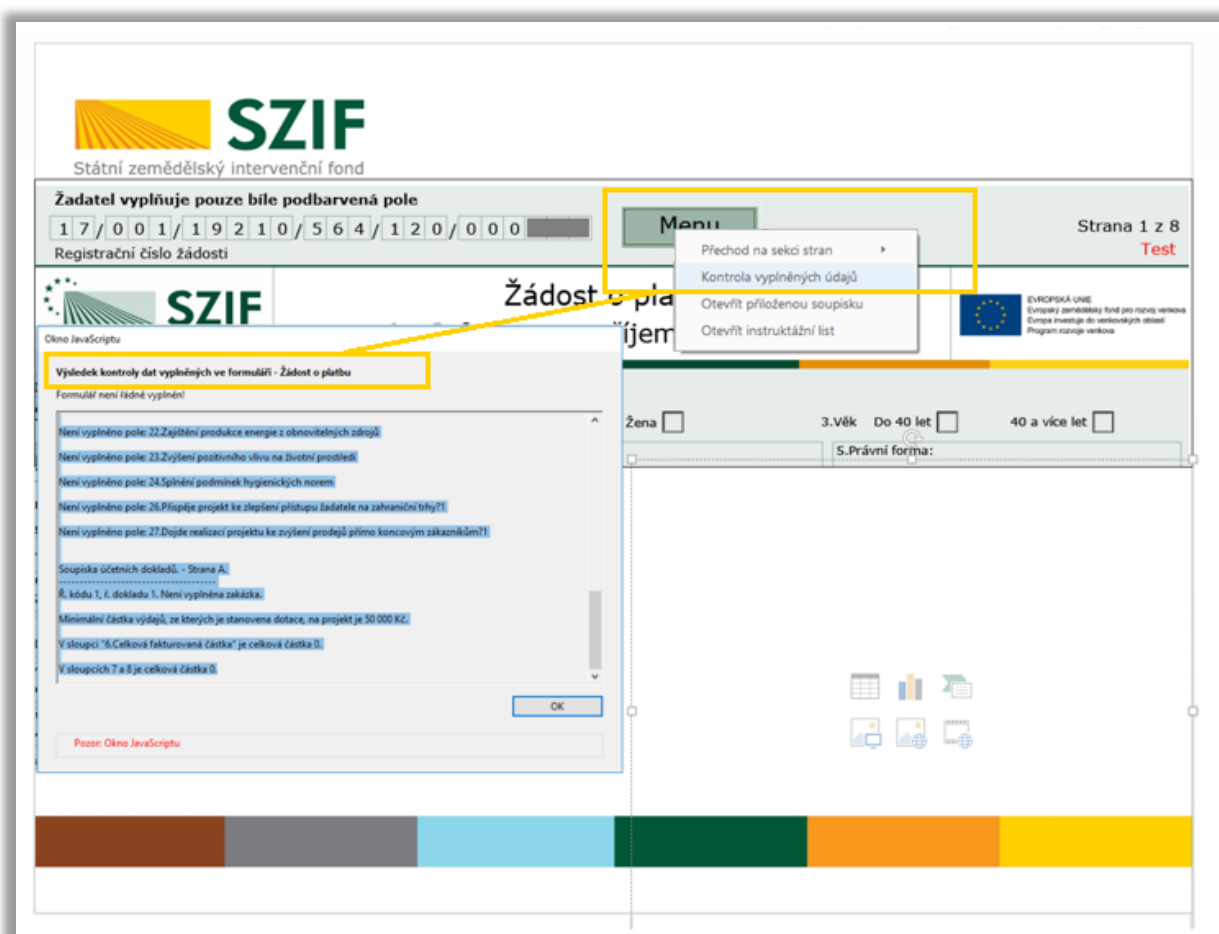 SZIF
Státní zemědělský intervenční fond
Žadatel vyplňuje pouze bíle podbarvená pole
17/001/19210/564/120/000
Registrační číslo žádosti
Menu
Strana 1 z 8
Test
Přechod na sekci stran
Kontrola vyplněných údajů
Otevřít přiloženou soupisku
Otevřít instruktážní list
SZIF
Žádost o pla
íjem
EVROPSKÁ UNIE
Evropský zemědělský fond pro rozvoj venkova
Evropa investuje do venkovských oblastí
Program rozvoje venkova
Okno JavaScriptu
Výsledek kontroly dat vyplněných ve formuláři - Žádost o platbu
Formulář není řádně vyplněn!
Není vyplněno pole: 22.Zajištění produkce energie z obnovitelných zdrojů
Není vyplněno pole: 23.Zvýšení pozitivního vlivu na životní prostředí
Není vyplněno pole: 24.Splnění podmínek hygienických norem
Není vyplněno pole: 26.Přispěje projekt ke zlepšení přístupu žadatele na zahraniční trhy?1
Není vyplněno pole: 27.Dojde realizací projektu ke zvýšení prodejů přímo koncovým zákazníkům?1
Soupiska účetních dokladů. - Strana A.
----------------------------------------
Ř. kódu 1, ř. dokladu 1. Není vyplněna zakázka.
Minimální částka výdajů, ze kterých je stanovena dotace, na projekt je 50 000 Kč.
V sloupci "6.Celková fakturovaná částka" je celková částka 0.
V sloupcích 7 a 8 je celková částka 0.
OK
Pozor: Okno JavaScriptu
Žena
3.Věk Do 40 let
40 a více let
5.Právní forma: